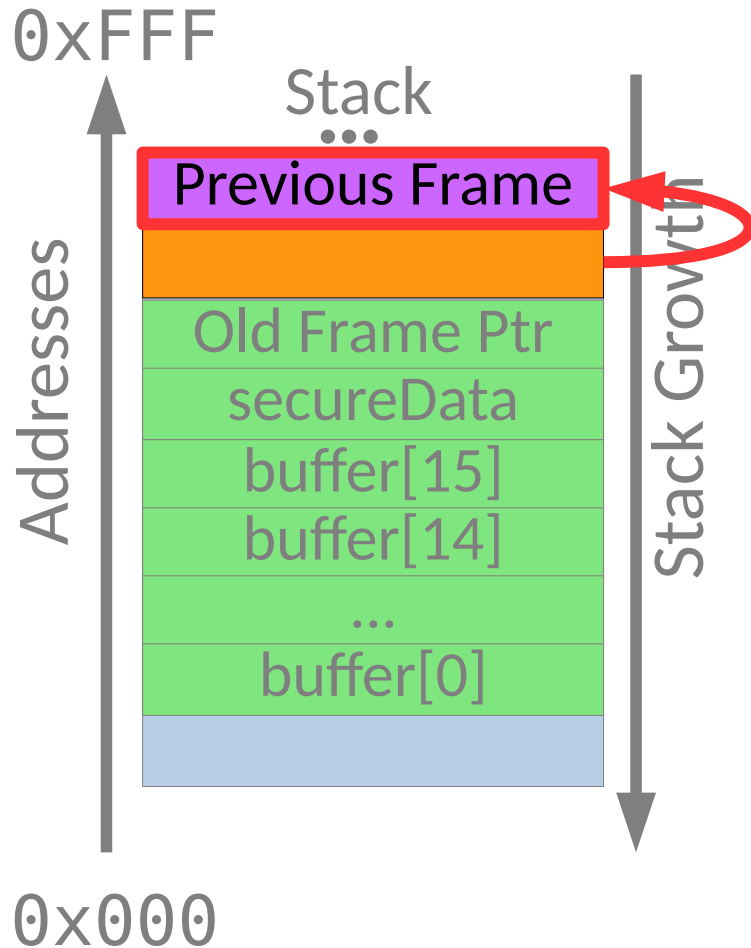 0xFFF
Stack
...
Previous Frame
Old Frame Ptr
secureData
buffer[15]
buffer[14]
...
buffer[0]
Addresses
Stack Growth
0x000